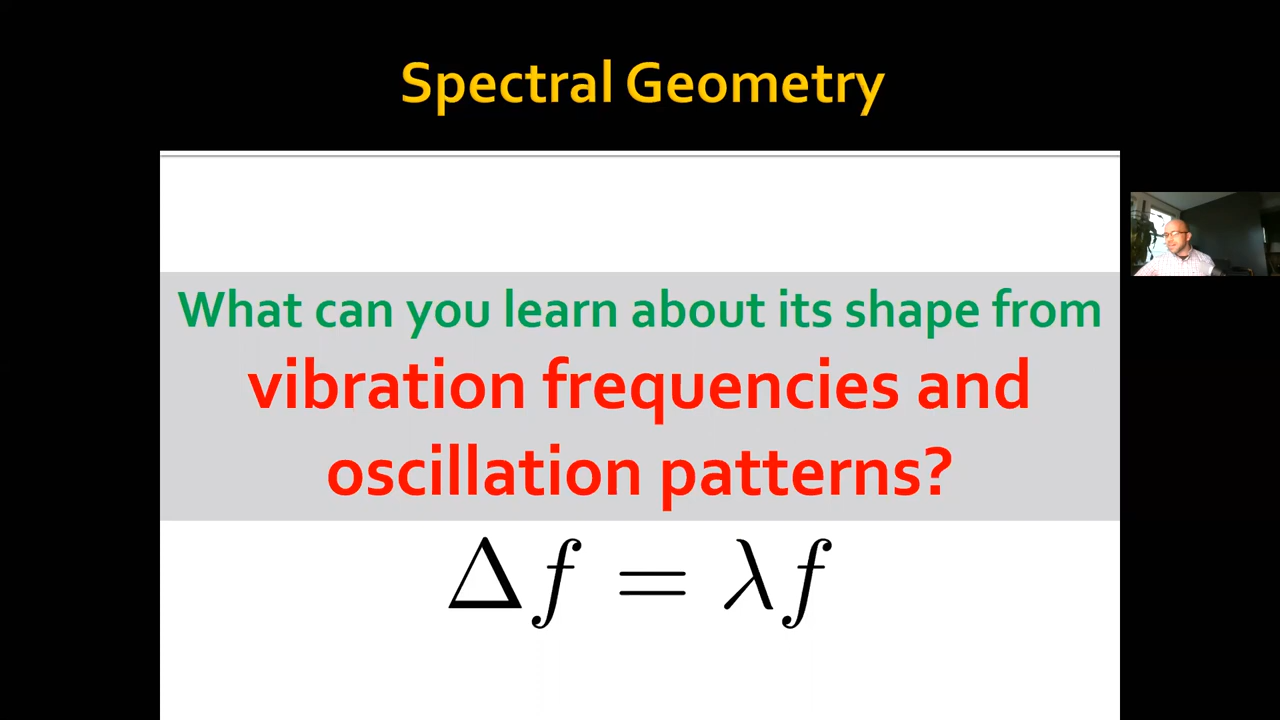 Spectral Geometry
What can you learn about its shape from
vibration frequencies and
oscillation patterns?
Δf = λf